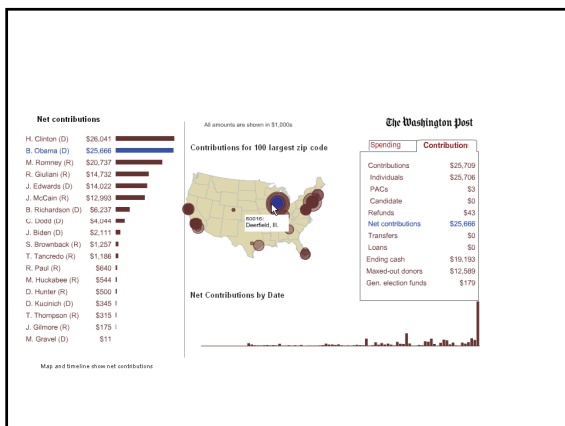 Net contributions
H. Clinton (D) $26,041
B. Obama (D) $25,666
M. Romney (R) $20,737
R. Giuliani (R) $14,732
J. Edwards (D) $14,022
J. McCain (R) $12,993
B. Richardson (D) $6,237
C. Dodd (D) $4,044
J. Biden (D) $2,111
S. Brownback (R) $1,257
T. Tancredo (R) $1,186
R. Paul (R) $640
M. Huckabee (R) $544
D. Hunter (R) $500
D. Kucinich (D) $345
T. Thompson (R) $315
J. Gilmore (R) $175
M. Gravel (D) $11
Map and timeline show net contributions
All amounts are shown in $1,000s
Contributions for 100 largest zip code
60015:
Deerfield, Ill.
Net Contributions by Date
The Washington Post
Spending Contribution
Contributions $25,709
Individuals $25,706
PACs $3
Candidate $0
Refunds $43
Net contributions $25,666
Transfers $0
Loans $0
Ending cash $19,193
Maxed-out donors $12,589
Gen. election funds $179